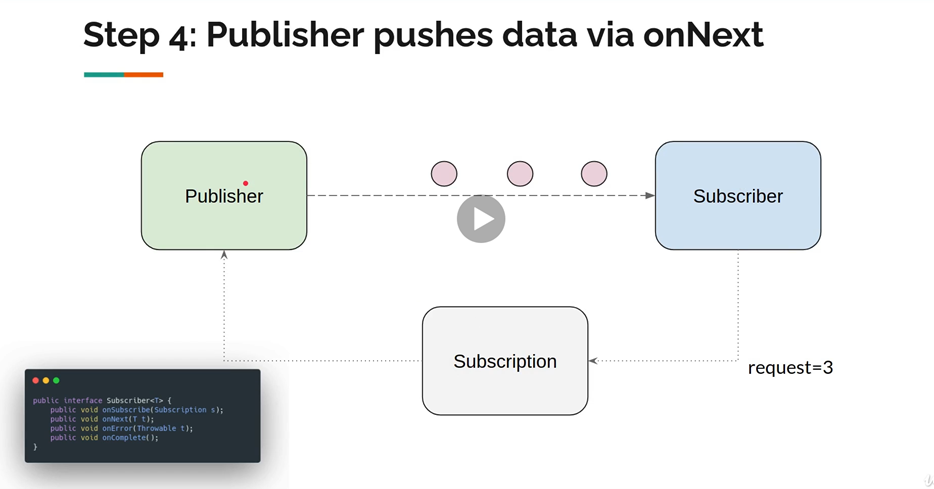 Step 4: Publisher pushes data via onNext
Publisher
Subscriber
Subscription
request=3
public interface Subscriber<T> {
    public void onSubscribe(Subscription s);
    public void onNext(T t);
    public void onError(Throwable t);
    public void onComplete();
}